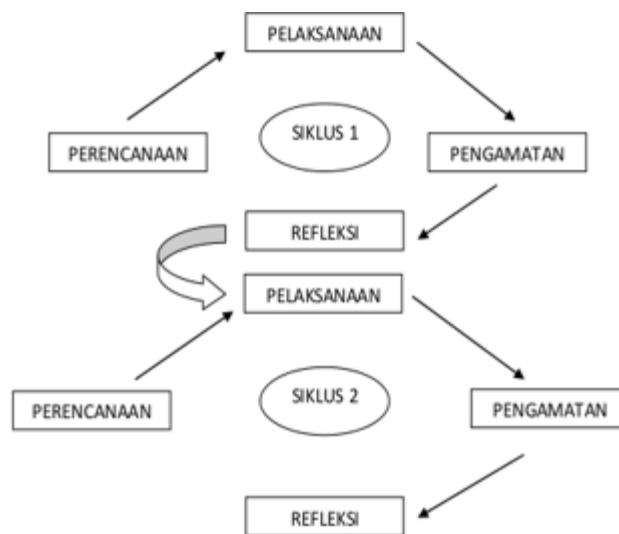 PELAKSANAAN
SIKLUS 1
PERENCANAAN
PENGAMATAN
REFLEKSI
PELAKSANAAN
SIKLUS 2
PERENCANAAN
PENGAMATAN
REFLEKSI